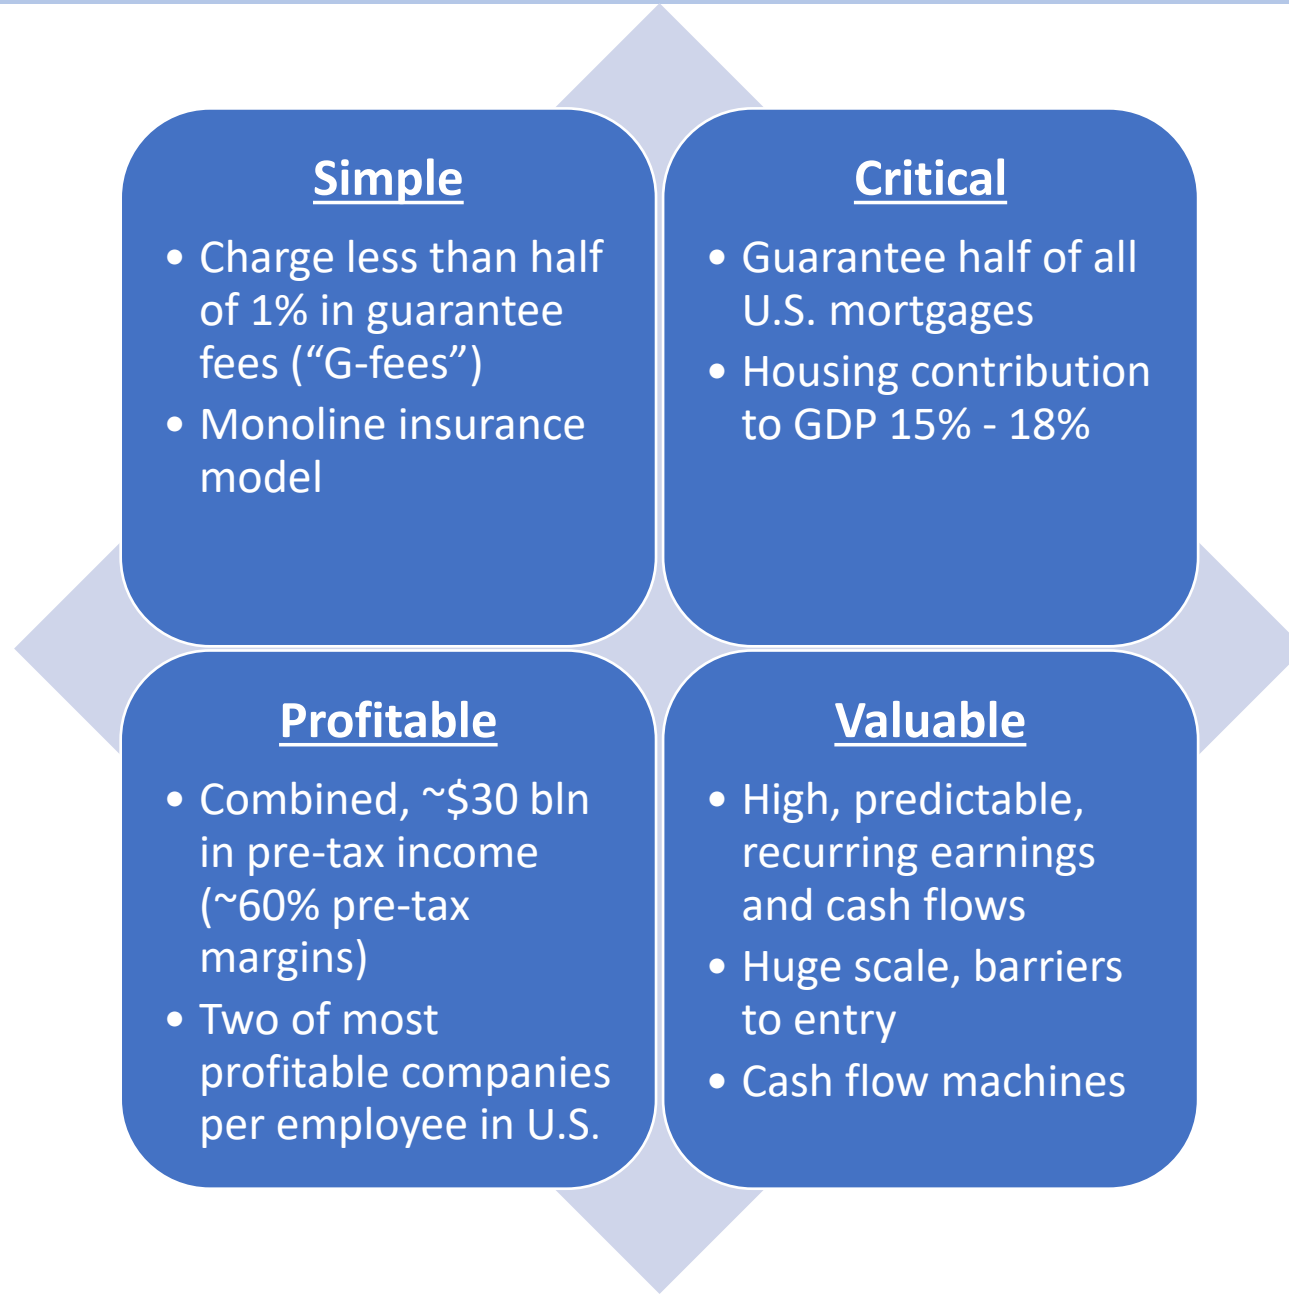 Simple
• Charge less than half
of 1% in guarantee
fees (“G-fees”)
• Monoline insurance
model
Critical
• Guarantee half of all
U.S. mortgages
• Housing contribution
to GDP 15% - 18%
Profitable
• Combined, ~$30 bln
in pre-tax income
(~60% pre-tax
margins)
• Two of most
profitable companies
per employee in U.S.
Valuable
• High, predictable,
recurring earnings
and cash flows
• Huge scale, barriers
to entry
• Cash flow machines